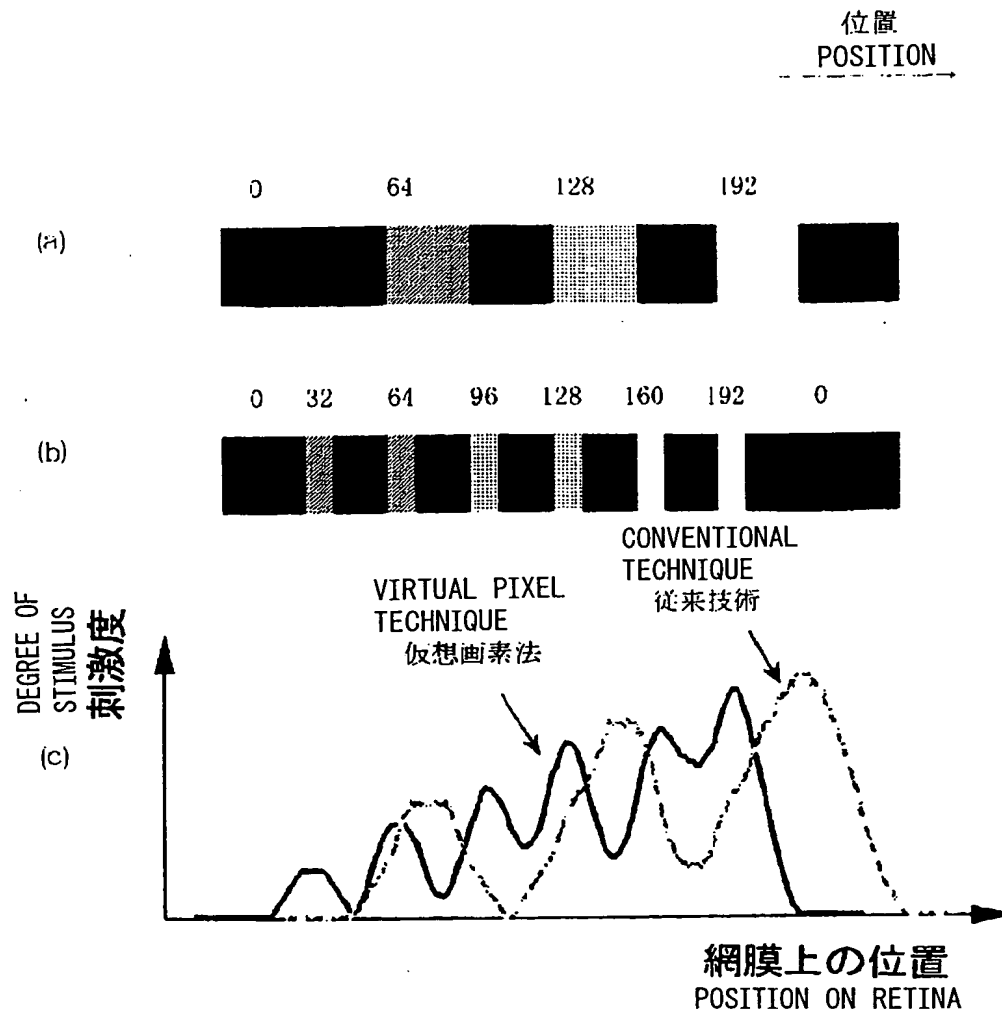 位置
POSITION
0 64 128 192
(a)
0 32 64 96 128 160 192 0
(b)
CONVENTIONAL
TECHNIQUE
従来技術
VIRTUAL PIXEL
TECHNIQUE
仮想画素法
DEGREE OF
STIMULUS
刺激度
(c)
網膜上の位置
POSITION ON RETINA